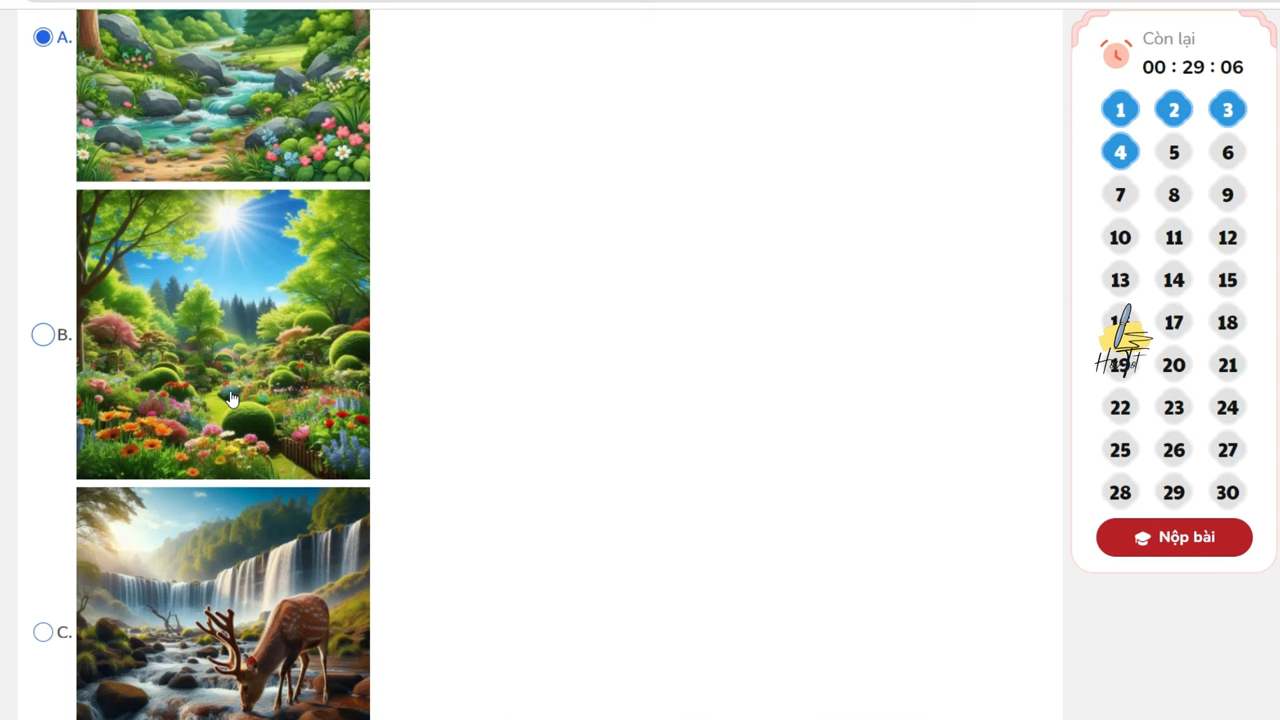 A.
Còn lại
00 : 29 : 06
1 2 3
4 5 6
7 8 9
10 11 12
13 14 15
17 18
19 20 21
B.
22 23 24
25 26 27
28 29 30
Nộp bài
C.